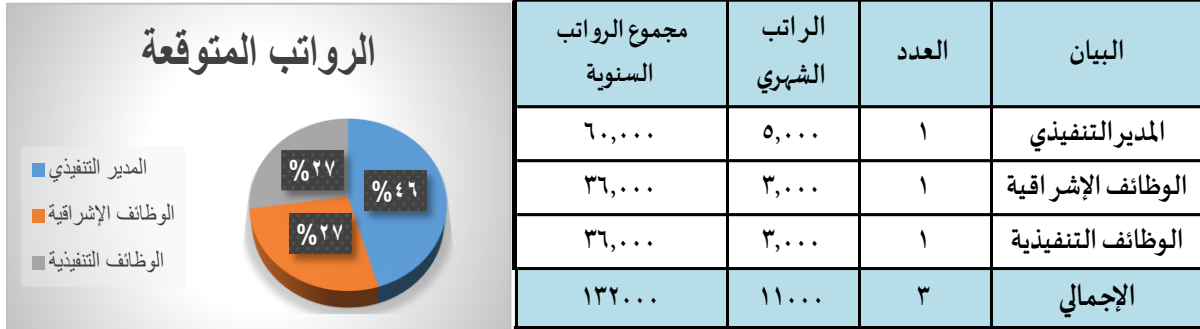 البيان العدد الراتب الشهري مجموع الرواتب السنوية
المدير التنفيذي ١ ٥,٠٠٠ ٦٠,٠٠٠
الوظائف الإشراقية ١ ٣,٠٠٠ ٣٦,٠٠٠
الوظائف التنفيذية ١ ٣,٠٠٠ ٣٦,٠٠٠
الإجمالي ٣ ١١٠٠٠ ١٣٢٠٠٠
الرواتب المتوقعة
%٢٧
%٤٦
%٢٧
المدير التنفيذي
الوظائف الإشراقية
الوظائف التنفيذية